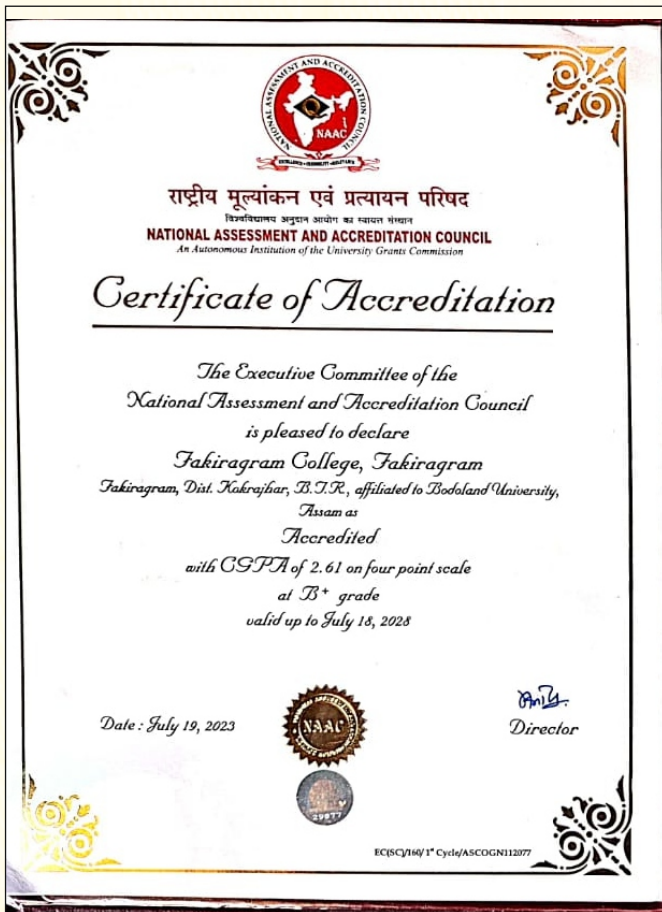 NATIONAL ASSESSMENT AND ACCREDITATION COUNCIL
NAAC
राष्ट्रीय मूल्यांकन एवं प्रत्यायन परिषद
विश्वविद्यालय अनुदान आयोग का स्वायत्त संस्थान
NATIONAL ASSESSMENT AND ACCREDITATION COUNCIL
An Autonomous Institution of the University Grants Commission
Certificate of Accreditation
The Executive Committee of the
National Assessment and Accreditation Council
is pleased to declare
Fakiragram College, Fakiragram
Fakiragram, Dist. Kokrajhar, B.T.R., affiliated to Bodoland University,
Assam as
Accredited
with CGPA of 2.61 on four point scale
at B+ grade
valid up to July 18, 2028
Date : July 19, 2023
NAAC
Director
29077
EC(SC)/160/1st Cycle/ASCOGN112077